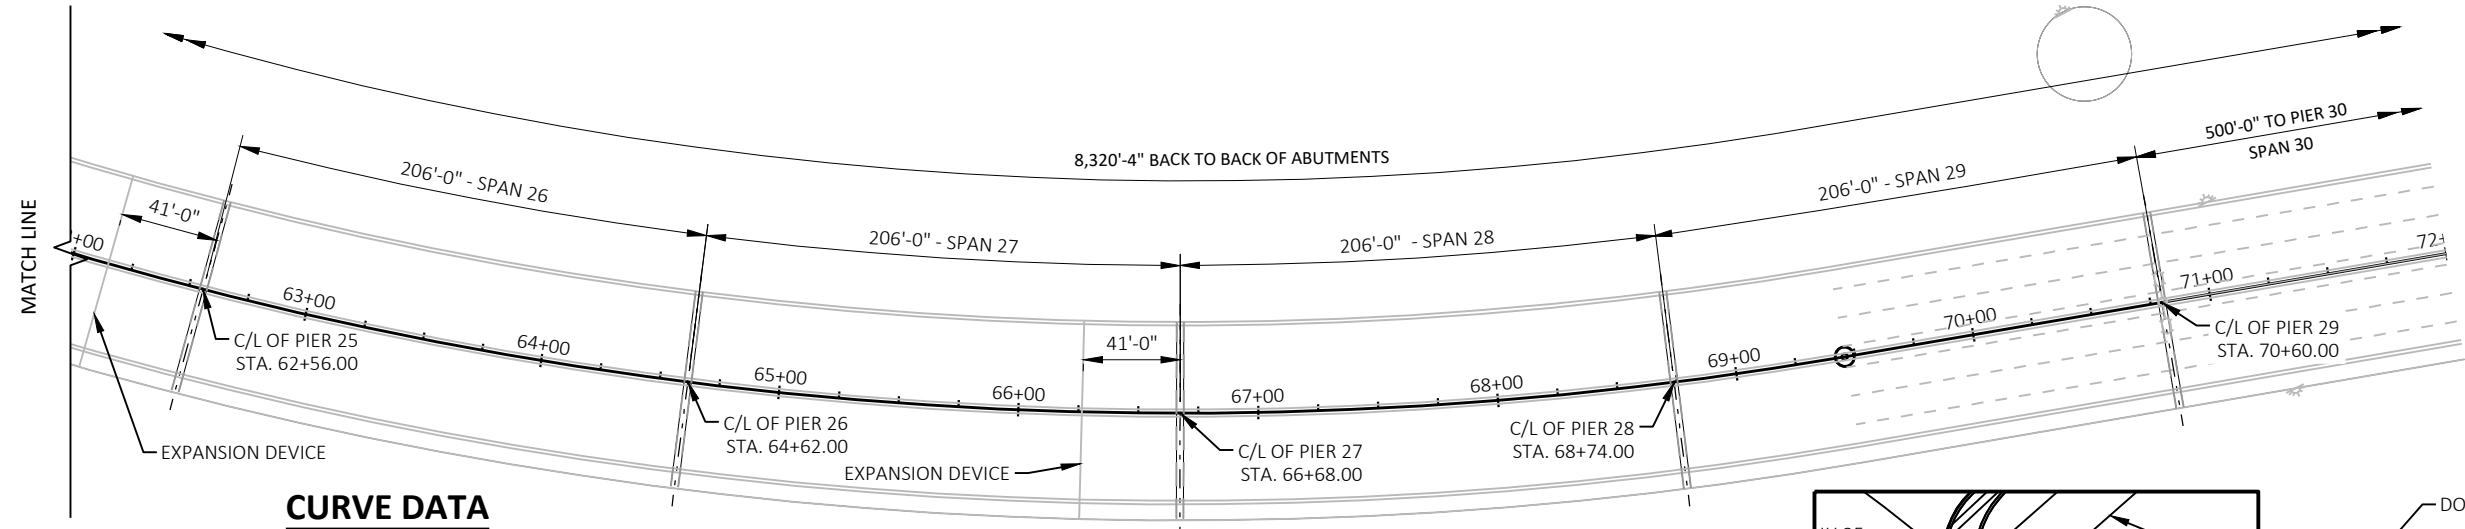 500'-0" TO PIER 30
SPAN 30
8,320'-4" BACK TO BACK OF ABUTMENTS
206'-0" - SPAN 26
206'-0" - SPAN 27
206'-0" - SPAN 28
206'-0" - SPAN 29
MATCH LINE
41'-0"
+00
63+00
64+00
65+00
66+00
67+00
68+00
69+00
70+00
71+00
72+
41'-0"
C/L OF PIER 25
STA. 62+56.00
C/L OF PIER 26
STA. 64+62.00
C/L OF PIER 27
STA. 66+68.00
C/L OF PIER 28
STA. 68+74.00
C/L OF PIER 29
STA. 70+60.00
EXPANSION DEVICE
EXPANSION DEVICE
CURVE DATA
DO